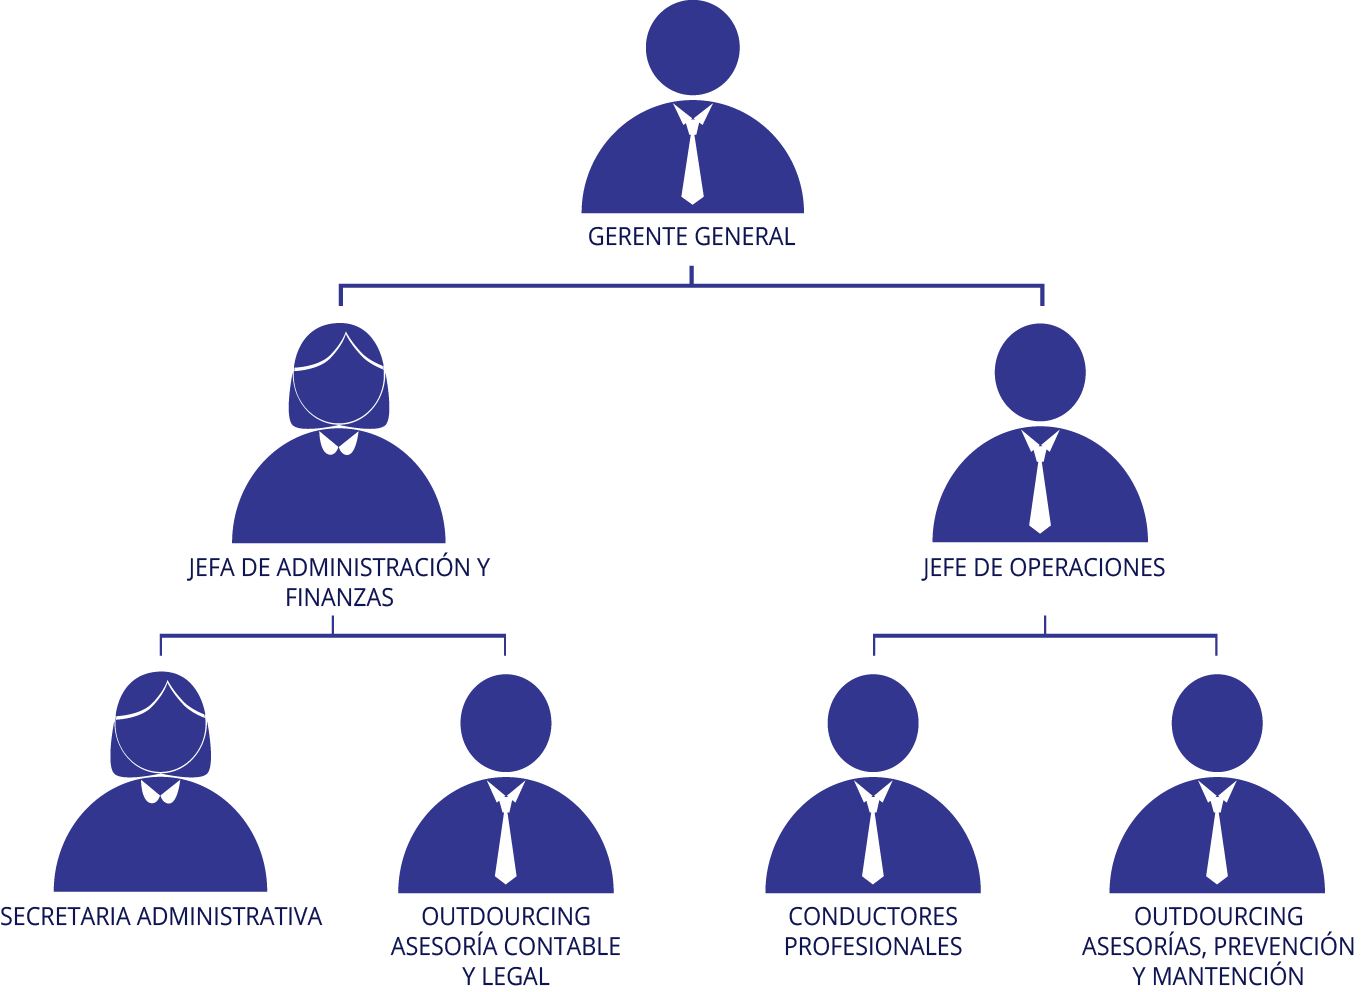 GERENTE GENERAL
JEFA DE ADMINISTRACIÓN Y
FINANZAS
JEFE DE OPERACIONES
SECRETARIA ADMINISTRATIVA
OUTDOURCING
ASESORÍA CONTABLE
Y LEGAL
CONDUCTORES
PROFESIONALES
OUTDOURCING
ASESORÍAS, PREVENCIÓN
Y MANTENCIÓN